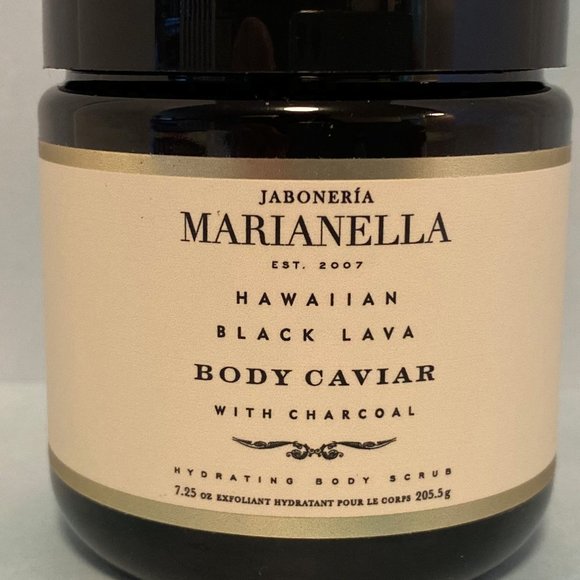 JABONERÍA
MARIANELLA
EST. 2007
HAWAIIAN
BLACK LAVA
BODY CAVIAR
WITH CHARCOAL
HYDRATING BODY SCRUB
7.25 OZ EXFOLIANT HYDRATANT POUR LE CORPS 205.5g